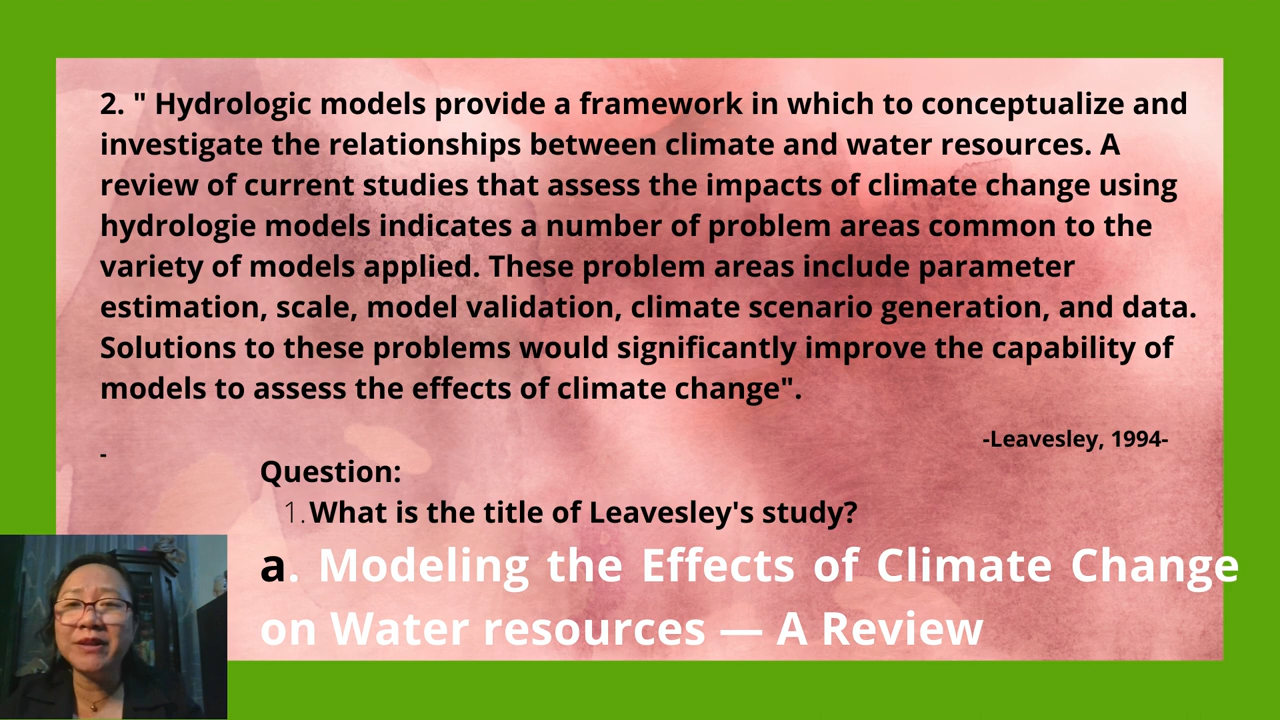 2. " Hydrologic models provide a framework in which to conceptualize and
investigate the relationships between climate and water resources. A
review of current studies that assess the impacts of climate change using
hydrologie models indicates a number of problem areas common to the
variety of models applied. These problem areas include parameter
estimation, scale, model validation, climate scenario generation, and data.
Solutions to these problems would significantly improve the capability of
models to assess the effects of climate change".
-Leavesley, 1994-
-
Question:
1. What is the title of Leavesley's study?
a. Modeling the Effects of Climate Change
on Water resources — A Review